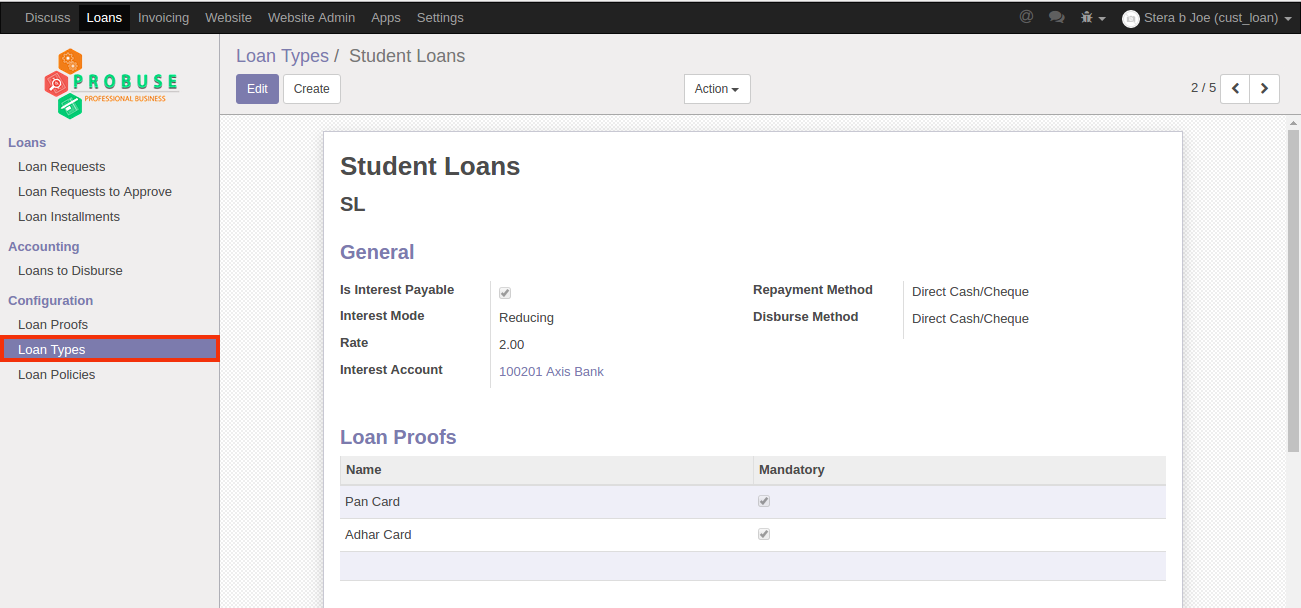 Discuss Loans Invoicing Website Website Admin Apps Settings @ Stera b Joe (cust_loan)
PROBUSE
PROFESSIONAL BUSINESS
Loans
Loan Requests
Loan Requests to Approve
Loan Installments
Accounting
Loans to Disburse
Configuration
Loan Proofs
Loan Types
Loan Policies
Loan Types / Student Loans
Edit Create Action 2 / 5
Student Loans
SL
General
Is Interest Payable
Interest Mode Reducing
Rate 2.00
Interest Account 100201 Axis Bank
Repayment Method Direct Cash/Cheque
Disburse Method Direct Cash/Cheque
Loan Proofs
Name Mandatory
Pan Card
Adhar Card